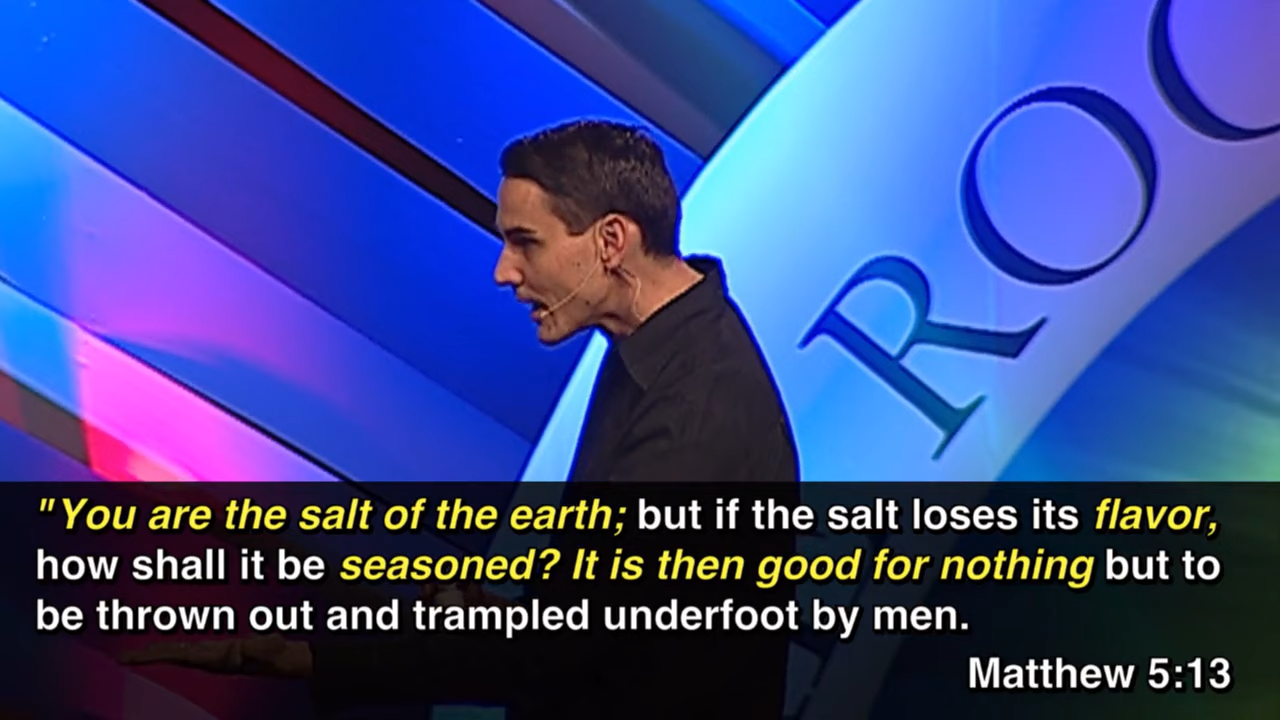 ROC
"You are the salt of the earth; but if the salt loses its flavor,
how shall it be seasoned? It is then good for nothing but to
be thrown out and trampled underfoot by men.
Matthew 5:13